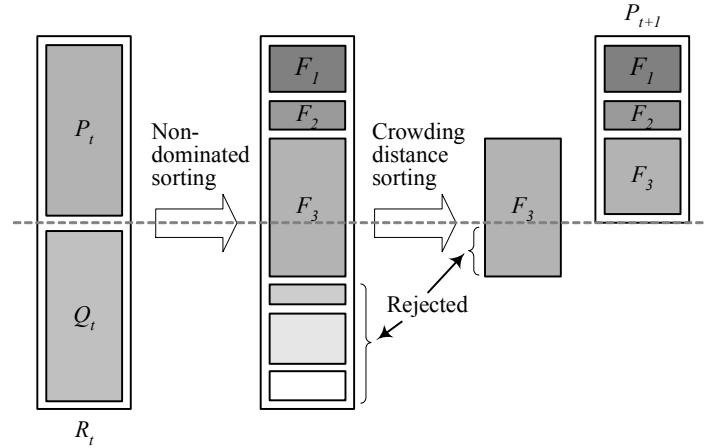 P_{t+1}
P_t
Q_t
R_t
Non-
dominated
sorting
F_1
F_2
F_3
Crowding
distance
sorting
F_3
Rejected
F_1
F_2
F_3